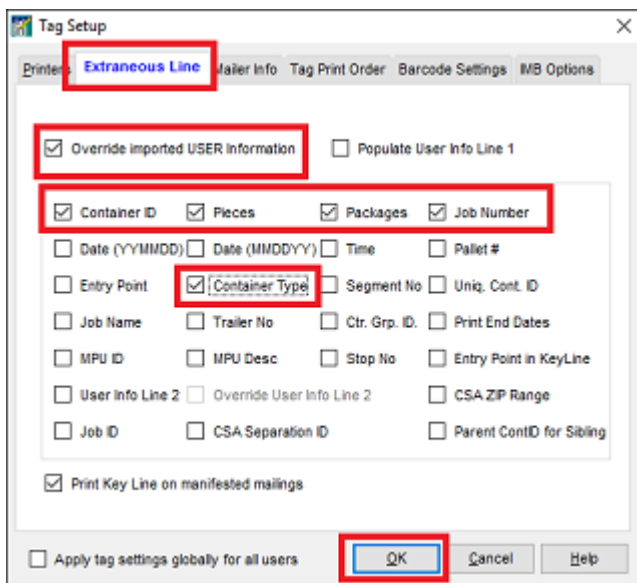 Tag Setup
Printers Extraneous Line Mailer Info Tag Print Order Barcode Settings IMB Options
Override imported USER Information Populate User Info Line 1
Container ID Pieces Packages Job Number
Date (YYMMDD) Date (MMDDYY) Time Pallet #
Entry Point Container Type Segment No Uniq. Cont. ID
Job Name Trailer No Ctr. Grp. ID. Print End Dates
MPU ID MPU Desc Stop No Entry Point in KeyLine
User Info Line 2 Override User Info Line 2 CSA ZIP Range
Job ID CSA Separation ID Parent ContID for Sibling
Print Key Line on manifested mailings
Apply tag settings globally for all users OK Cancel Help